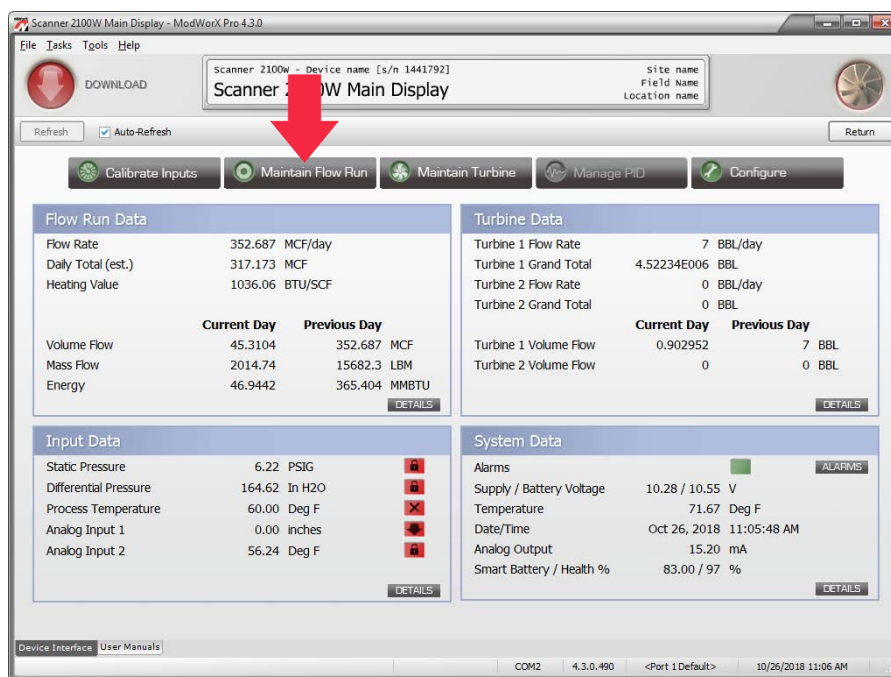 Scanner 2100W Main Display - ModWorX Pro 4.3.0
File Tasks Tools Help
DOWNLOAD
Scanner 2100W - Device name [s/n 1441792]
Scanner 2 0W Main Display
Site name
Field Name
Location name
Refresh
Auto-Refresh
Return
Calibrate Inputs
Maintain Flow Run
Maintain Turbine
Manage PID
Configure
Flow Run Data
Flow Rate 352.687 MCF/day
Daily Total (est.) 317.173 MCF
Heating Value 1036.06 BTU/SCF
Current Day Previous Day
Volume Flow 45.3104 352.687 MCF
Mass Flow 2014.74 15682.3 LBM
Energy 46.9442 365.404 MMBTU
DETAILS
Turbine Data
Turbine 1 Flow Rate 7 BBL/day
Turbine 1 Grand Total 4.52234E006 BBL
Turbine 2 Flow Rate 0 BBL/day
Turbine 2 Grand Total 0 BBL
Current Day Previous Day
Turbine 1 Volume Flow 0.902952 7 BBL
Turbine 2 Volume Flow 0 0 BBL
DETAILS
Input Data
Static Pressure 6.22 PSIG
Differential Pressure 164.62 In H2O
Process Temperature 60.00 Deg F
Analog Input 1 0.00 inches
Analog Input 2 56.24 Deg F
DETAILS
System Data
Alarms ALARMS
Supply / Battery Voltage 10.28 / 10.55 V
Temperature 71.67 Deg F
Date/Time Oct 26, 2018 11:05:48 AM
Analog Output 15.20 mA
Smart Battery / Health % 83.00 / 97 %
DETAILS
Device Interface User Manuals
COM2 4.3.0.490 <Port 1 Default> 10/26/2018 11:06 AM